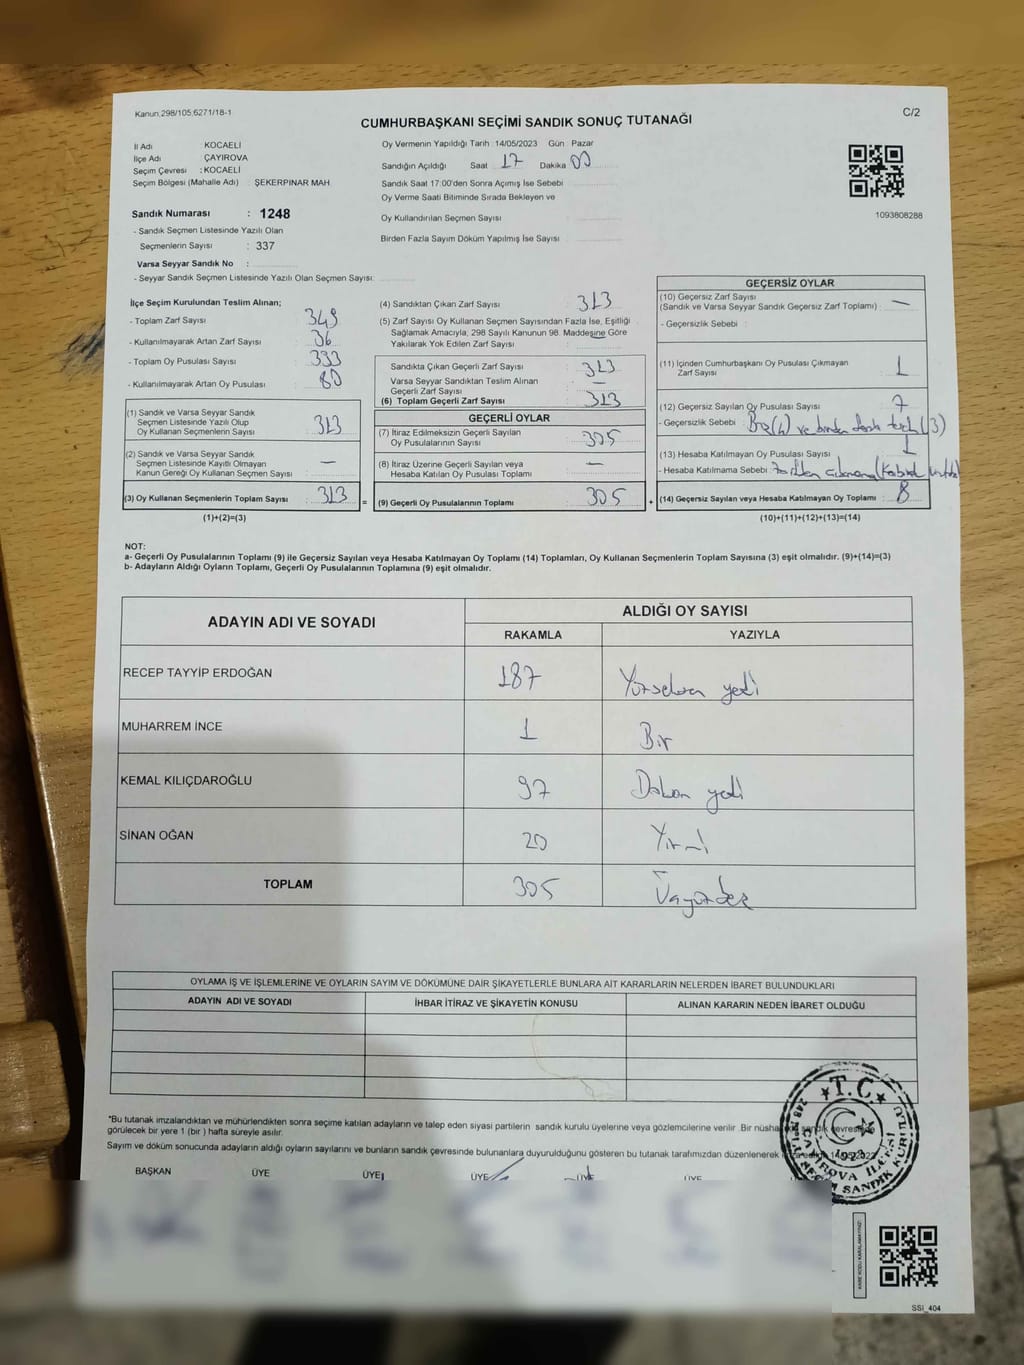 Kanun.298/105;6271/18-1
C/2
CUMHURBAŞKANI SEÇİMİ SANDIK SONUÇ TUTANAĞI
İl Adı KOCAELİ
İlçe Adı ÇAYIROVA
Seçim Çevresi : KOCAELİ
Seçim Bölgesi (Mahalle Adı) : ŞEKERPINAR MAH.
Sandık Numarası : 1248
- Sandık Seçmen Listesinde Yazılı Olan
Seçmenlerin Sayısı : 337
Varsa Seyyar Sandık No :
- Seyyar Sandık Seçmen Listesinde Yazılı Olan Seçmen Sayısı:
Oy Vermenin Yapıldığı Tarih 14/05/2023 Gün Pazar
Sandığın Açıldığı Saat 17 Dakika 00
Sandık Saat 17:00'den Sonra Açımış İse Sebebi
Oy Verme Saati Bitiminde Sırada Bekleyen ve
Oy Kullandırılan Seçmen Sayısı :
Birden Fazla Sayım Döküm Yapılmış İse Sayısı :
1093808288
İlçe Seçim Kurulundan Teslim Alınan;
- Toplam Zarf Sayısı : 349
- Kullanılmayarak Artan Zarf Sayısı : 36
- Toplam Oy Pusulası Sayısı : 393
- Kullanılmayarak Artan Oy Pusulası : 80
(1) Sandık ve Varsa Seyyar Sandık
Seçmen Listesinde Yazılı Olup
Oy Kullanan Seçmenlerin Sayısı : 313
(2) Sandık ve Varsa Seyyar Sandık
Seçmen Listesinde Kayıtlı Olmayan
Kanun Gereği Oy Kullanan Seçmen Sayısı : —
(3) Oy Kullanan Seçmenlerin Toplam Sayısı : 313 =
(1)+(2)=(3)
(4) Sandıktan Çıkan Zarf Sayısı : 313
(5) Zarf Sayısı Oy Kullanan Seçmen Sayısından Fazla İse, Eşitliği
Sağlamak Amacıyla, 298 Sayılı Kanunun 98. Maddesine Göre
Yakılarak Yok Edilen Zarf Sayısı :
Sandıkta Çıkan Geçerli Zarf Sayısı : 313
Varsa Seyyar Sandıktan Teslim Alınan
Geçerli Zarf Sayısı : —
(6) Toplam Geçerli Zarf Sayısı : 313
GEÇERLİ OYLAR
(7) İtiraz Edilmeksizin Geçerli Sayılan
Oy Pusulalarının Sayısı : 305
(8) İtiraz Üzerine Geçerli Sayılan veya
Hesaba Katılan Oy Pusulası Toplamı : —
(9) Geçerli Oy Pusulalarının Toplamı : 305 +
GEÇERSİZ OYLAR
(10) Geçersiz Zarf Sayısı
(Sandık ve Varsa Seyyar Sandık Geçersiz Zarf Toplamı) : —
- Geçersizlik Sebebi :
(11) İçinden Cumhurbaşkanı Oy Pusulası Çıkmayan
Zarf Sayısı : 1
(12) Geçersiz Sayılan Oy Pusulası Sayısı : 7
- Geçersizlik Sebebi : Boş(4) ve birden fazla tercih(3)
(13) Hesaba Katılmayan Oy Pusulası Sayısı :
- Hesaba Katılmama Sebebi : Zarftan çıkmama
(14) Geçersiz Sayılan veya Hesaba Katılmayan Oy Toplamı : 8
(10)+(11)+(12)+(13)=(14)
NOT:
a- Geçerli Oy Pusulalarının Toplamı (9) ile Geçersiz Sayılan veya Hesaba Katılmayan Oy Toplamı (14) Toplamları, Oy Kullanan Seçmenlerin Toplam Sayısına (3) eşit olmalıdır. (9)+(14)=(3)
b- Adayların Aldığı Oyların Toplamı, Geçerli Oy Pusulalarının Toplamına (9) eşit olmalıdır.
ADAYIN ADI VE SOYADI
ALDIĞI OY SAYISI
RAKAMLA YAZIYLA
RECEP TAYYİP ERDOĞAN 187 Yüzseksen yedi
MUHARREM İNCE 1 Bir
KEMAL KILIÇDAROĞLU 97 Doksan yedi
SİNAN OĞAN 20 Yirmi
TOPLAM 305 Üçyüzbeş
OYLAMA İŞ VE İŞLEMLERİNE VE OYLARIN SAYIM VE DÖKÜMÜNE DAİR ŞİKAYETLERLE BUNLARA AİT KARARLARIN NELERDEN İBARET BULUNDUKLARI
ADAYIN ADI VE SOYADI İHBAR İTİRAZ VE ŞİKAYETİN KONUSU ALINAN KARARIN NEDEN İBARET OLDUĞU
*Bu tutanak imzalandıktan ve mühürlendikten sonra seçime katılan adayların ve talep eden siyasi partilerin sandık kurulu üyelerine veya gözlemcilerine verilir .Bir nüsha sandık çevresinde
görülecek bir yere 1 (bir ) hafta süreyle asılır.
Sayım ve döküm sonucunda adayların aldığı oyların sayılarını ve bunların sandık çevresinde bulunanlara duyurulduğunu gösteren bu tutanak tarafımızdan düzenlenerek
BAŞKAN ÜYE ÜYE ÜYE ÜYE ÜYE
T.C.
ÇAYIROVA İLÇESİ
SEÇİM SANDIK KURULU
SSI_404